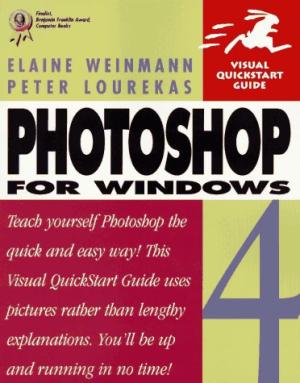 Finalist,
Benjamin Franklin Award,
Computer Books
ELAINE WEINMANN
PETER LOUREKAS
VISUAL
QUICKSTART
GUIDE
PHOTOSHOP
FOR WINDOWS
4
Teach yourself Photoshop the
quick and easy way! This
Visual QuickStart Guide uses
pictures rather than lengthy
explanations. You'll be up
and running in no time!